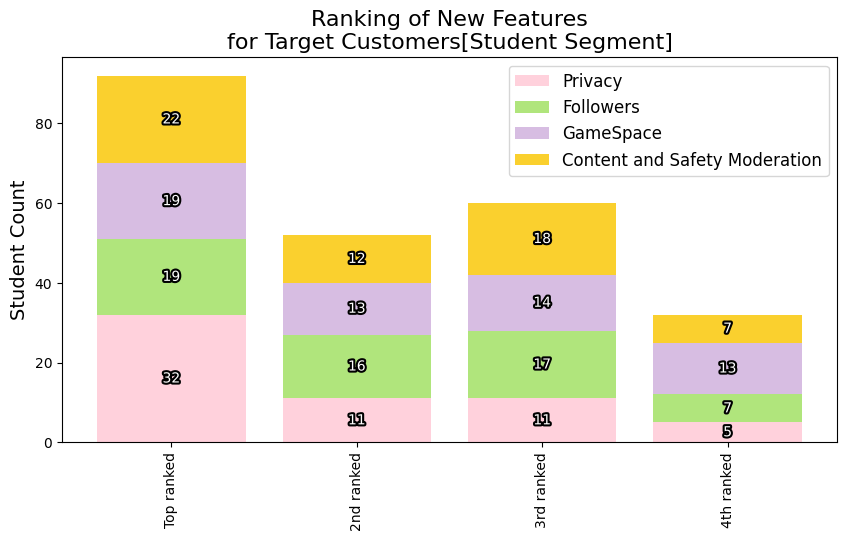 Ranking of New Features
for Target Customers[Student Segment]
Privacy
Followers
GameSpace
Content and Safety Moderation
Student Count
80
60
40
20
0
22
19
19
32
12
13
16
11
18
14
17
11
7
13
7
5
Top ranked
2nd ranked
3rd ranked
4th ranked